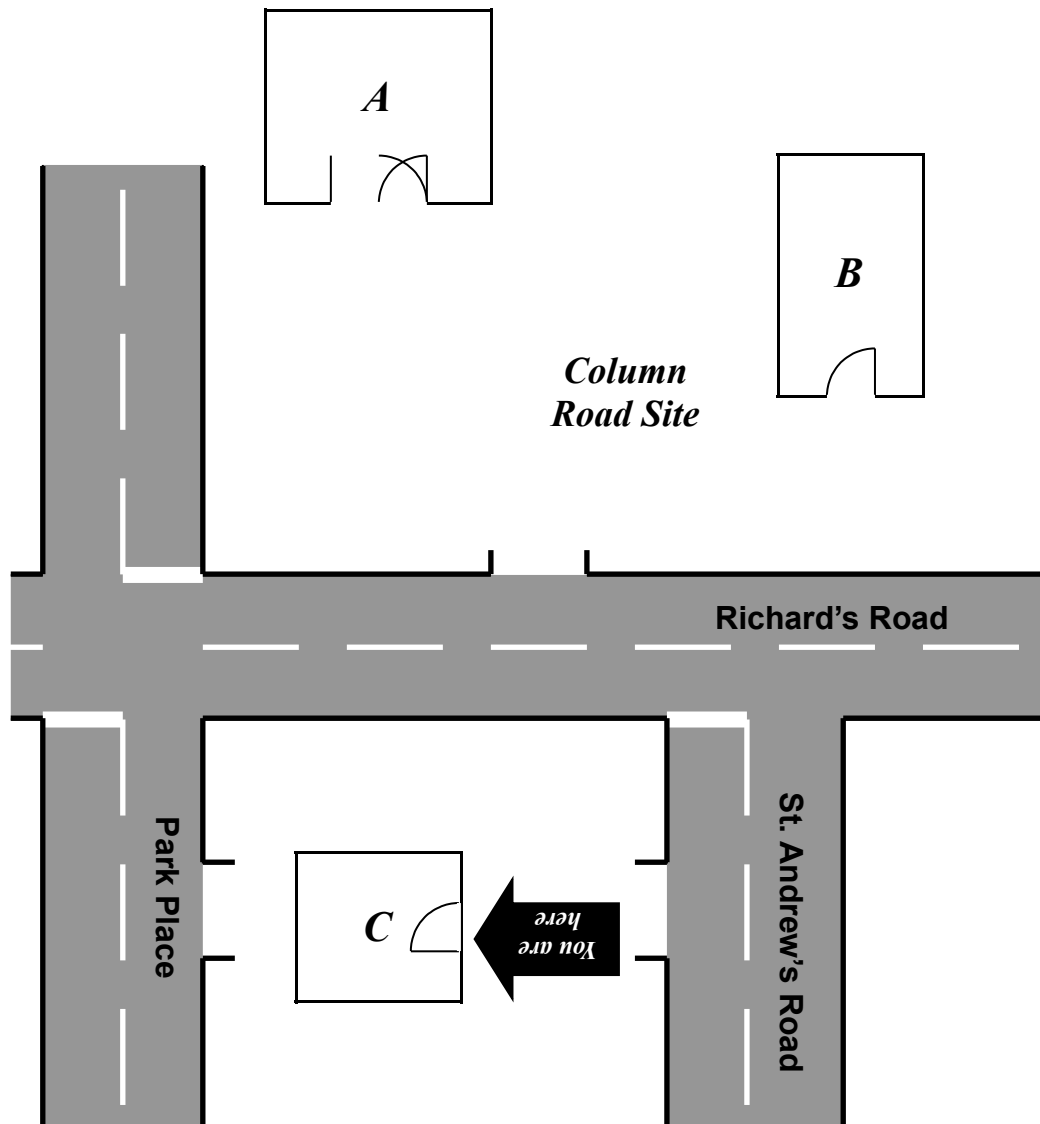 A
B
Column
Road Site
Richard's Road
Park Place
St. Andrew's Road
C
You are
here